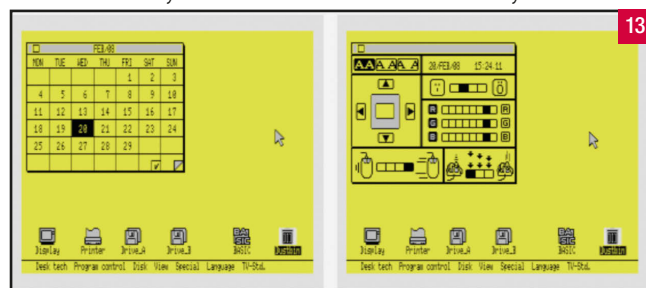 13
FEB/08
MON TUE WED THU FRI SAT SUN
1 2 3
4 5 6 7 8 9 10
11 12 13 14 15 16 17
18 19 20 21 22 23 24
25 26 27 28 29
Display Printer Drive_A Drive_B BASIC Dustbin
Desk tech Program control Disk View Special Language TV-Std.
20/FEB/08 15:24:11
R R
G G
B B
Display Printer Drive_A Drive_B BASIC Dustbin
Desk tech Program control Disk View Special Language TV-Std.